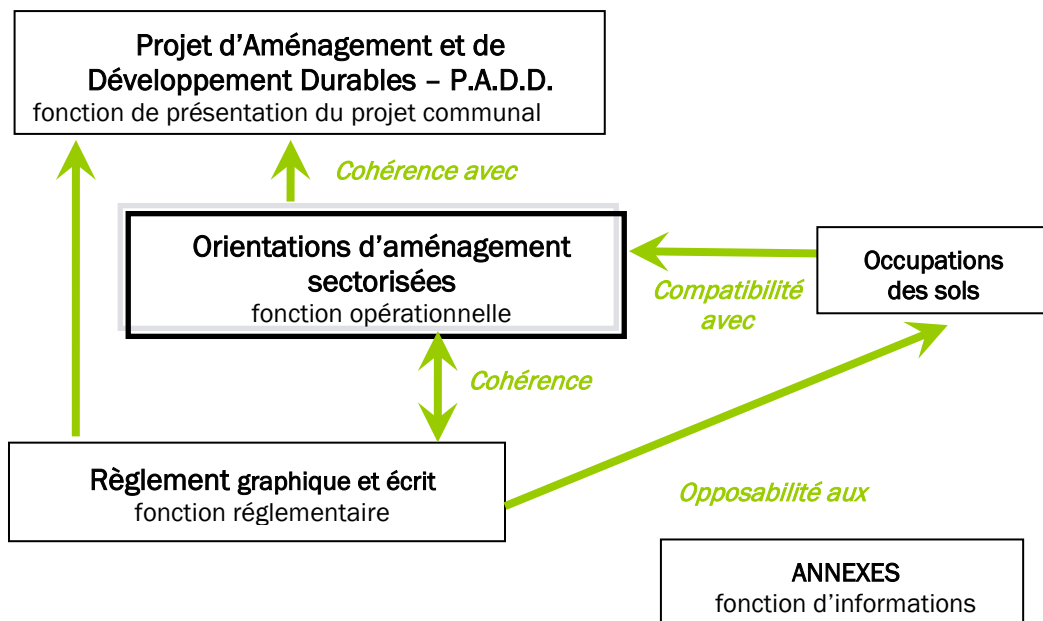 Projet d'Aménagement et de
Développement Durables – P.A.D.D.
fonction de présentation du projet communal
Cohérence avec
Orientations d'aménagement
sectorisées
fonction opérationnelle
Occupations
des sols
Compatibilité
avec
Cohérence
Règlement graphique et écrit
fonction réglementaire
Opposabilité aux
ANNEXES
fonction d'informations